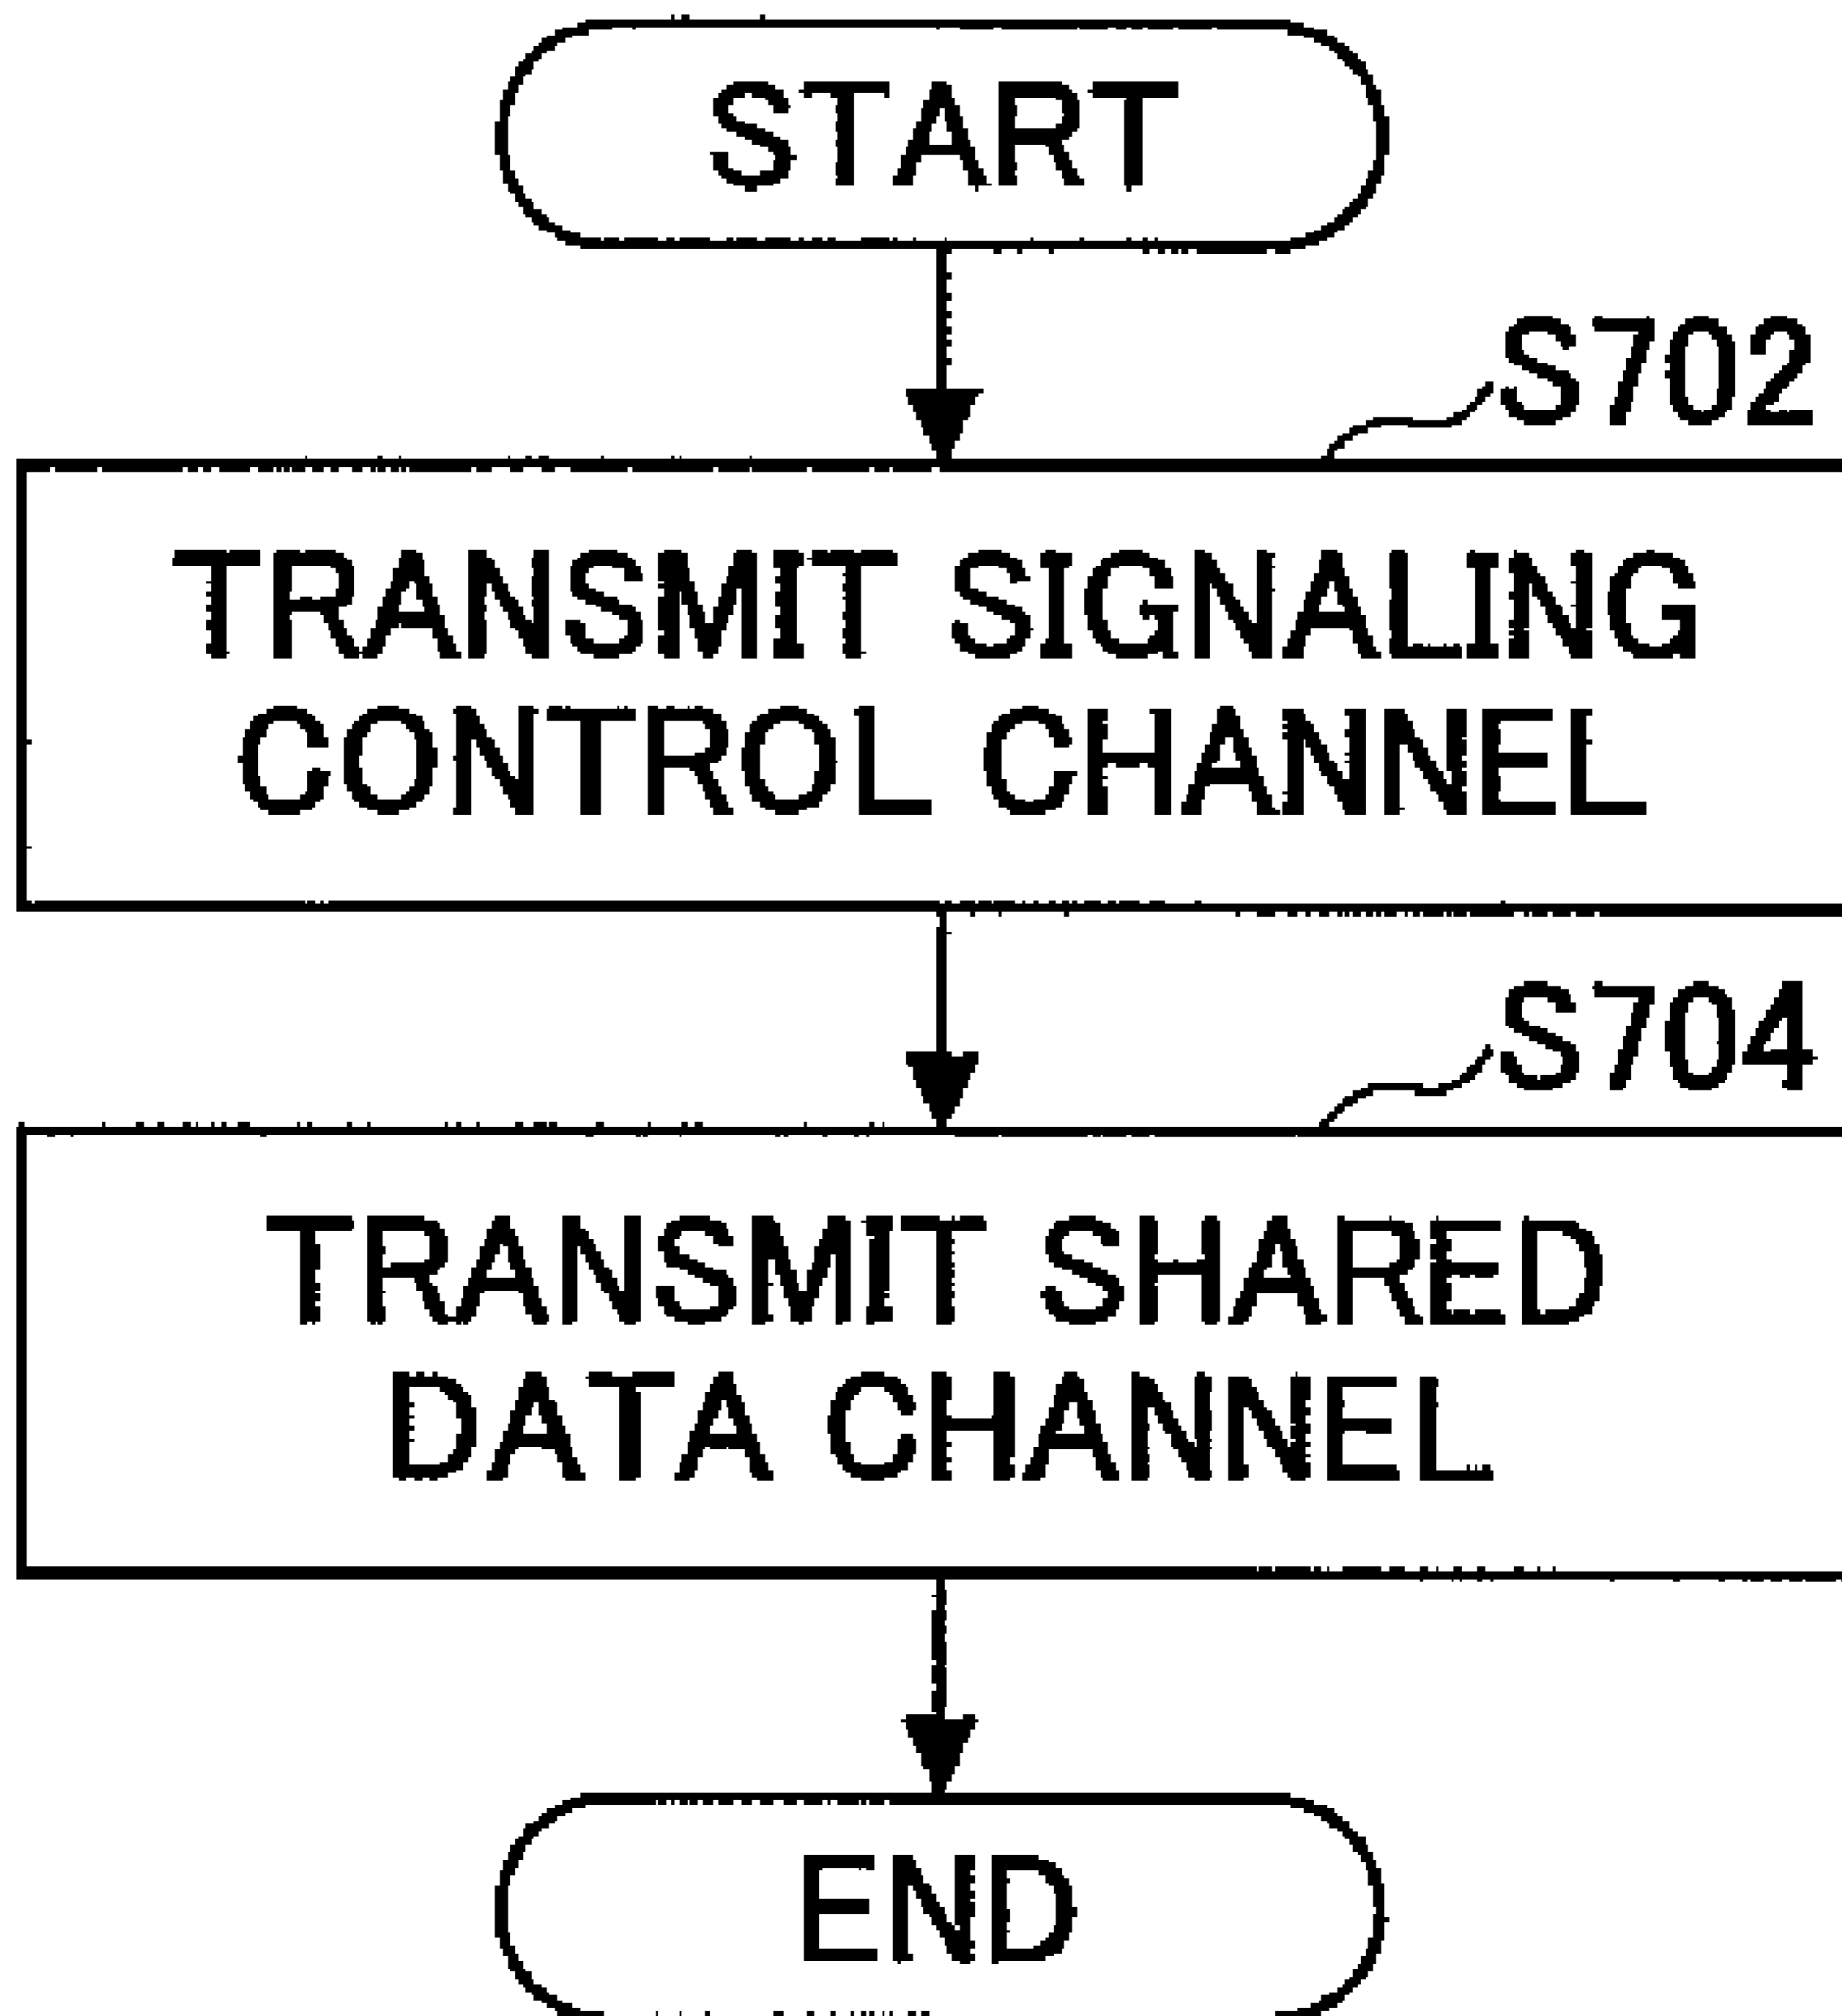 START
S702
TRANSMIT SIGNALING
CONTROL CHANNEL
S704
TRANSMIT SHARED
DATA CHANNEL
END